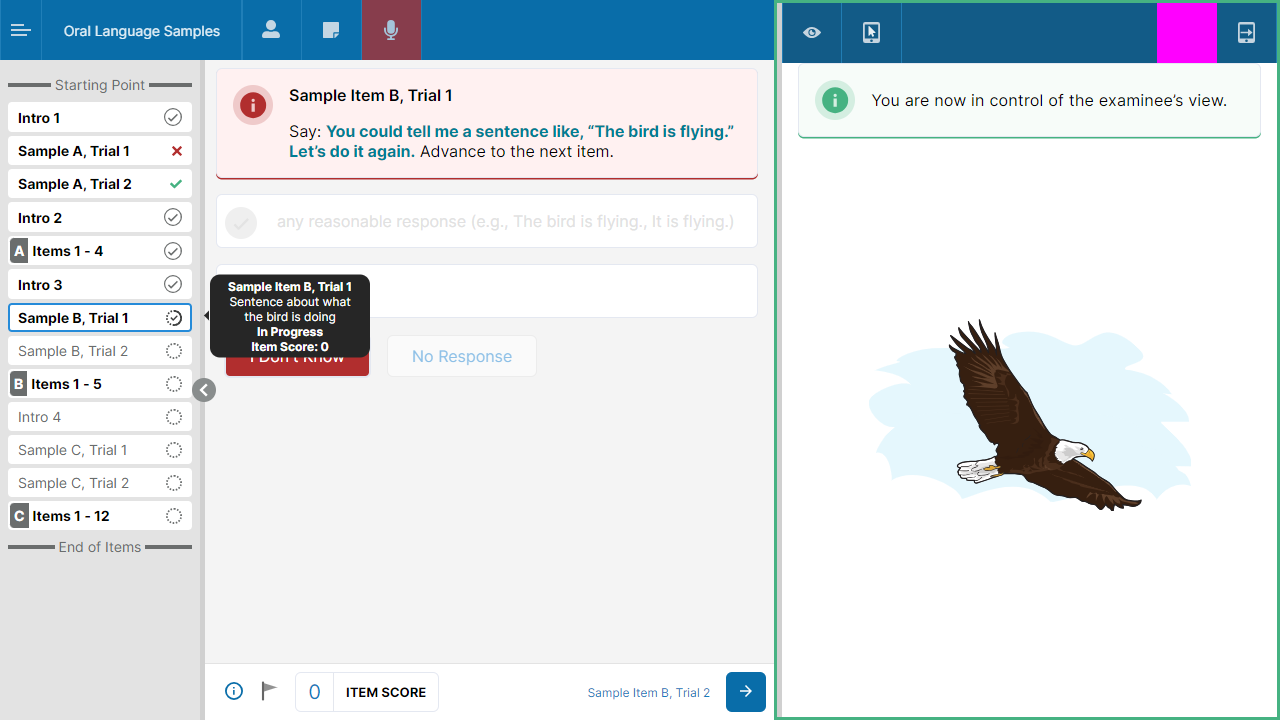 Oral Language Samples
Starting Point
Intro 1
Sample A, Trial 1
Sample A, Trial 2
Intro 2
A Items 1 - 4
Intro 3
Sample B, Trial 1
Sample B, Trial 2
B Items 1 - 5
Intro 4
Sample C, Trial 1
Sample C, Trial 2
C Items 1 - 12
End of Items
Sample Item B, Trial 1
Say: You could tell me a sentence like, “The bird is flying.”
Let’s do it again. Advance to the next item.
any reasonable response (e.g., The bird is flying., It is flying.)
Sample Item B, Trial 1
Sentence about what
the bird is doing
In Progress
Item Score: 0
I Don't Know
No Response
0 ITEM SCORE
Sample Item B, Trial 2
You are now in control of the examinee’s view.